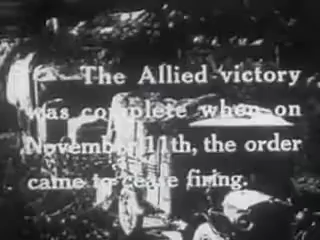 The Allied victory
was complete when on
November 11th, the order
came to cease firing.